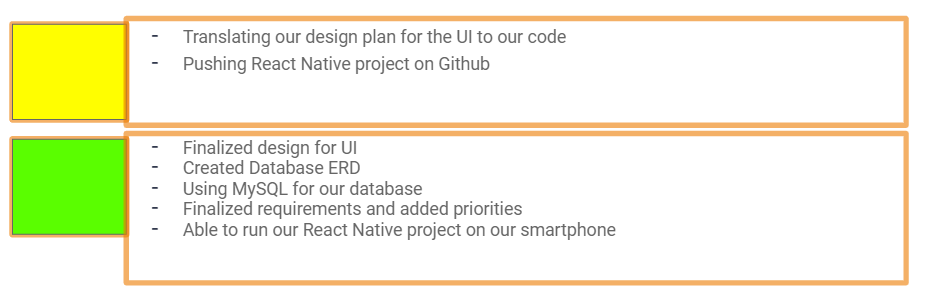 - Translating our design plan for the UI to our code
- Pushing React Native project on Github
- Finalized design for UI
- Created Database ERD
- Using MySQL for our database
- Finalized requirements and added priorities
- Able to run our React Native project on our smartphone